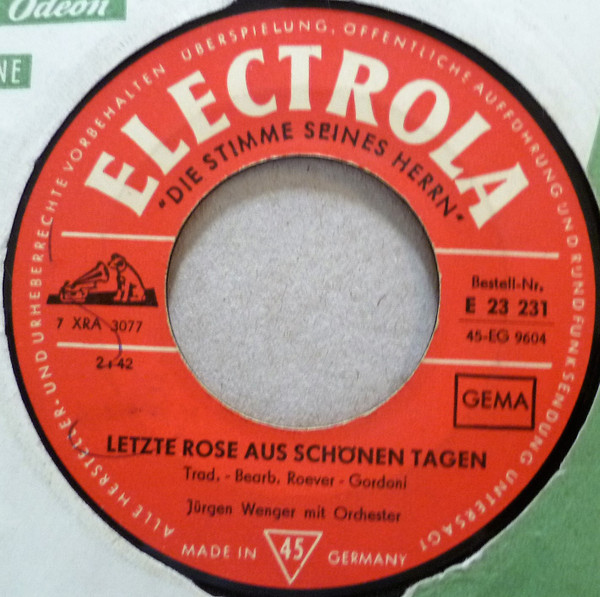 Odeon
NE
ALLE HERSTELLER- UND URHEBERRECHTE VORBEHALTEN ÜBERSPIELUNG, ÖFFENTLICHE AUFFÜHRUNG UND RUNDFUNKSENDUNG UNTERSAGT
ELECTROLA
"DIE STIMME SEINES HERRN"
7 XRA 3077
2:42
Bestell-Nr.
E 23 231
45-EG 9604
GEMA
LETZTE ROSE AUS SCHÖNEN TAGEN
Trad. - Bearb. Roever - Gordoni
Jürgen Wenger mit Orchester
MADE IN 45 GERMANY